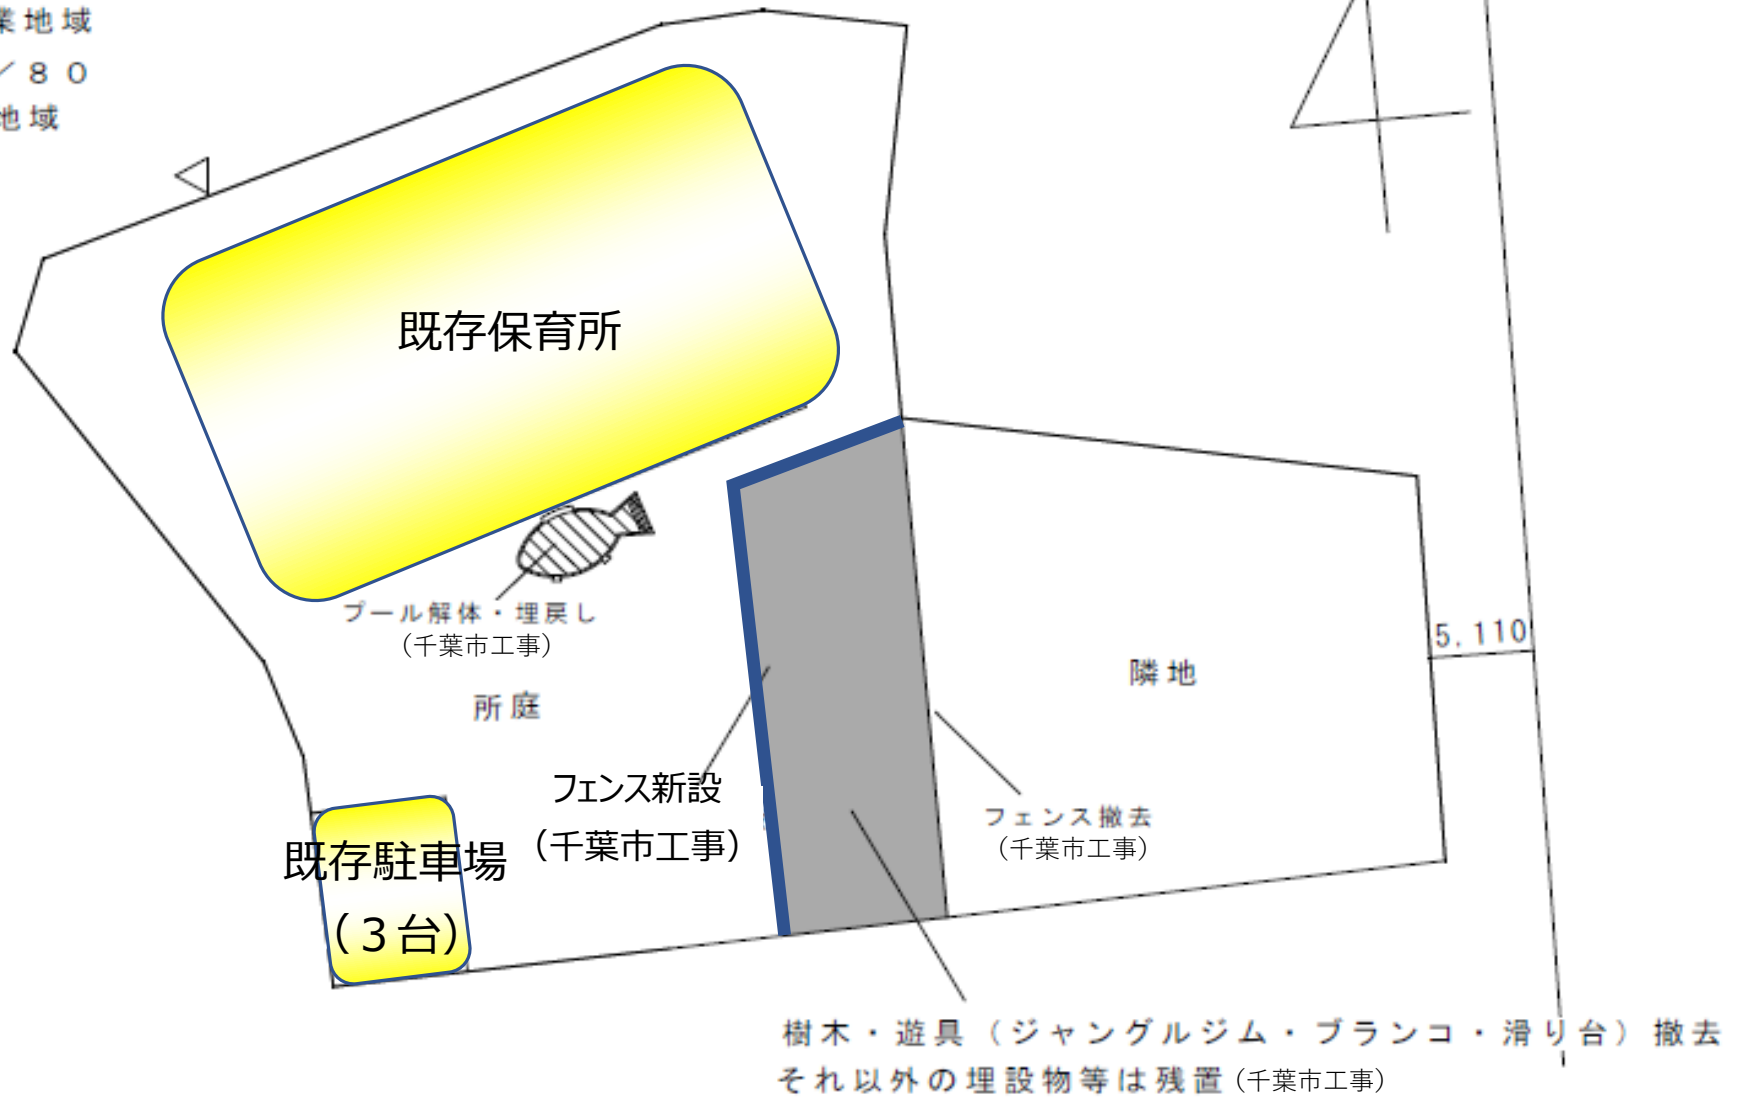 業地域
／８０
地域
既存保育所
プール解体・埋戻し
（千葉市工事）
所庭
フェンス新設
（千葉市工事）
既存駐車場
（３台）
隣地
5,110
フェンス撤去
（千葉市工事）
樹木・遊具（ジャングルジム・ブランコ・滑り台）撤去
それ以外の埋設物等は残置（千葉市工事）